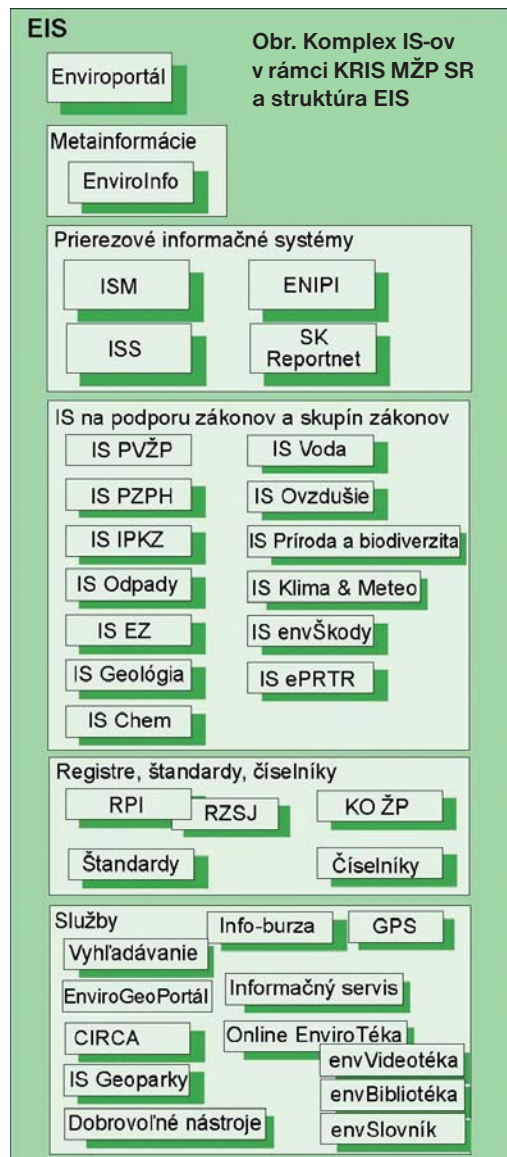 EIS
Obr. Komplex IS-ov
v rámci KRIS MŽP SR
a struktúra EIS
Enviroportál
Metainformácie
EnviroInfo
Prierezové informačné systémy
ISM
ENIPI
ISS
SK
Reportnet
IS na podporu zákonov a skupín zákonov
IS PVŽP
IS Voda
IS PZPH
IS Ovzdušie
IS IPKZ
IS Príroda a biodiverzita
IS Odpady
IS Klima & Meteo
IS EZ
IS envŠkody
IS Geológia
IS ePRTR
IS Chem
Registre, štandardy, číselníky
RPI
RZSJ
KO ŽP
Štandardy
Číselníky
Služby
Info-burza
GPS
Vyhľadávanie
EnviroGeoPortál
Informačný servis
CIRCA
Online EnviroTéka
envVideotéka
IS Geoparky
envBibliotéka
Dobrovoľné nástroje
envSlovník